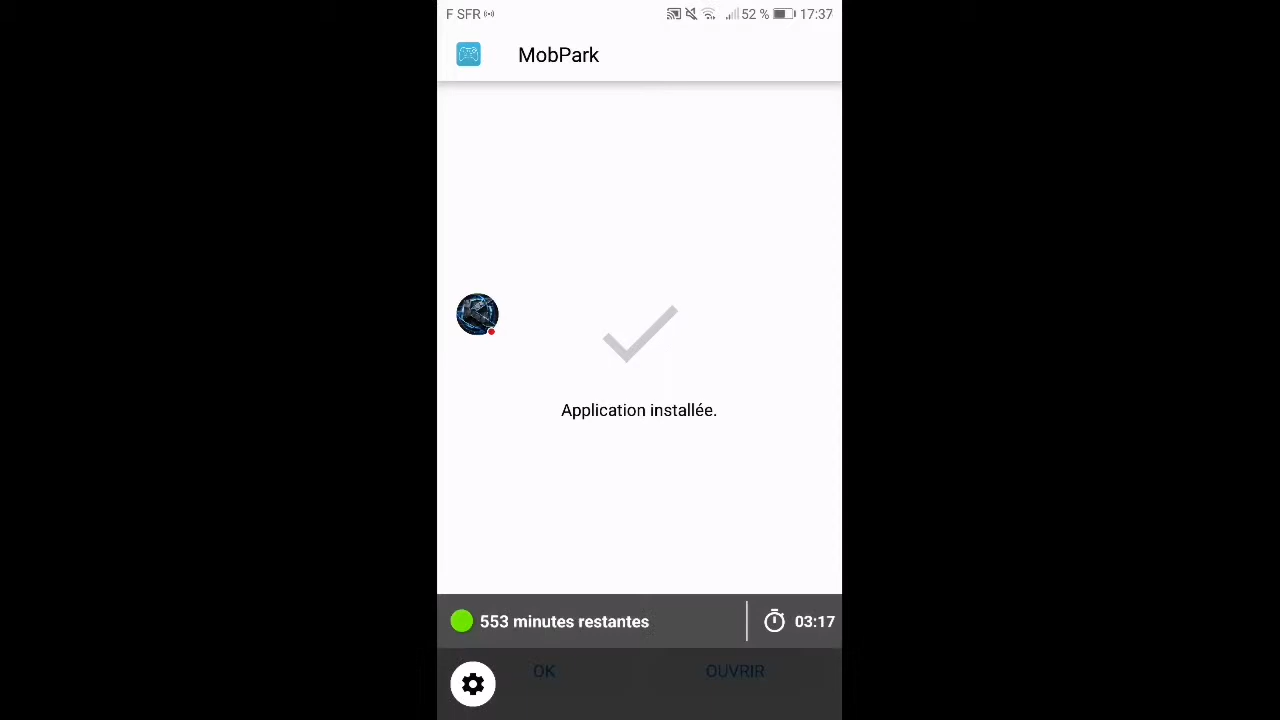 F SFR 52 % 17:37
MobPark
Application installée.
553 minutes restantes 03:17
OK OUVRIR